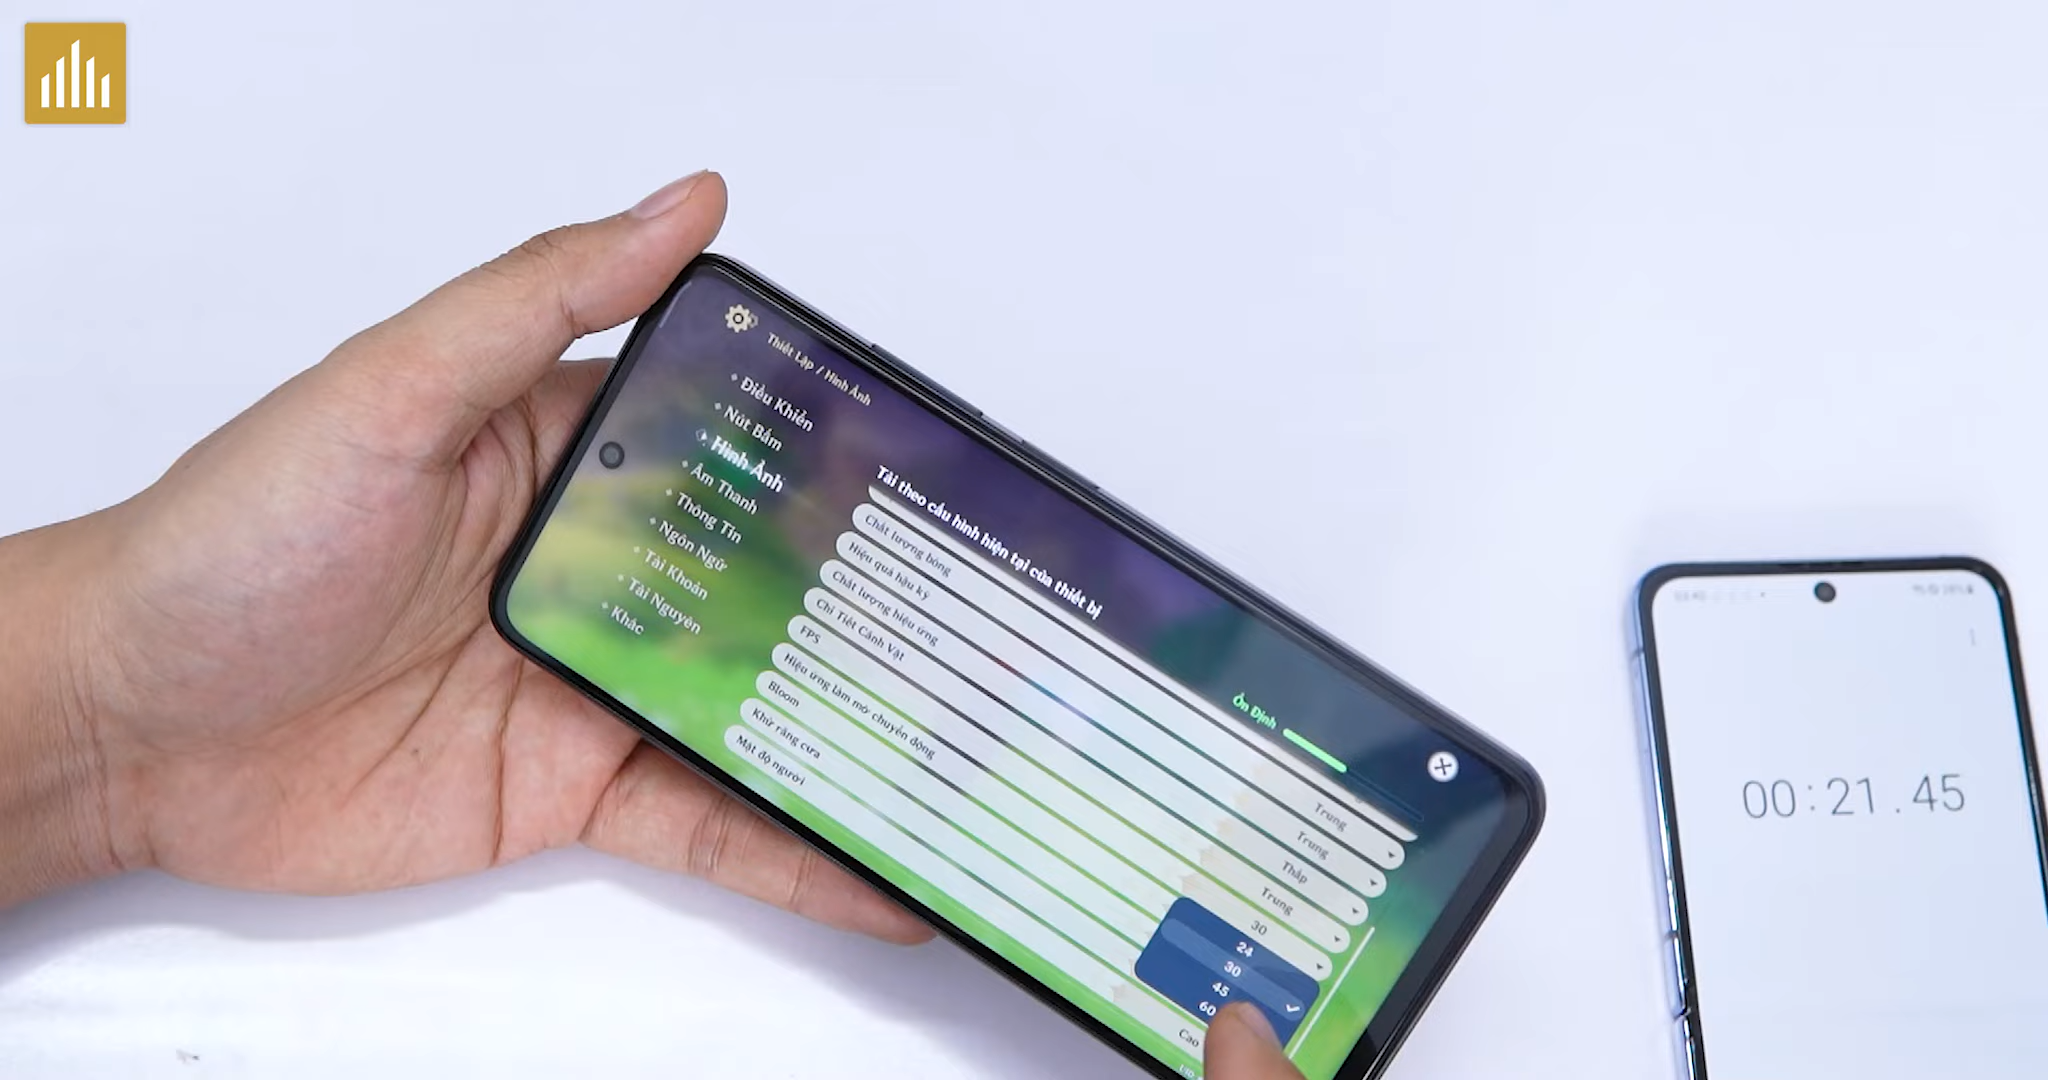 Thiết Lập / Hình Ảnh
Điều Khiển
Nút Bấm
Hình Ảnh
Âm Thanh
Thông Tin
Ngôn Ngữ
Tài Khoản
Tài Nguyên
Khác
Tải theo cấu hình hiện tại của thiết bị
Ổn Định
Trung
Chất lượng bóng
Trung
Hiệu quả hậu kỳ
Thấp
Chất lượng hiệu ứng
Trung
Chi Tiết Cảnh Vật
30
FPS
24
30
45
60
Hiệu ứng làm mờ chuyển động
Bloom
Khử răng cưa
Mật độ người
Cao
00:21.45